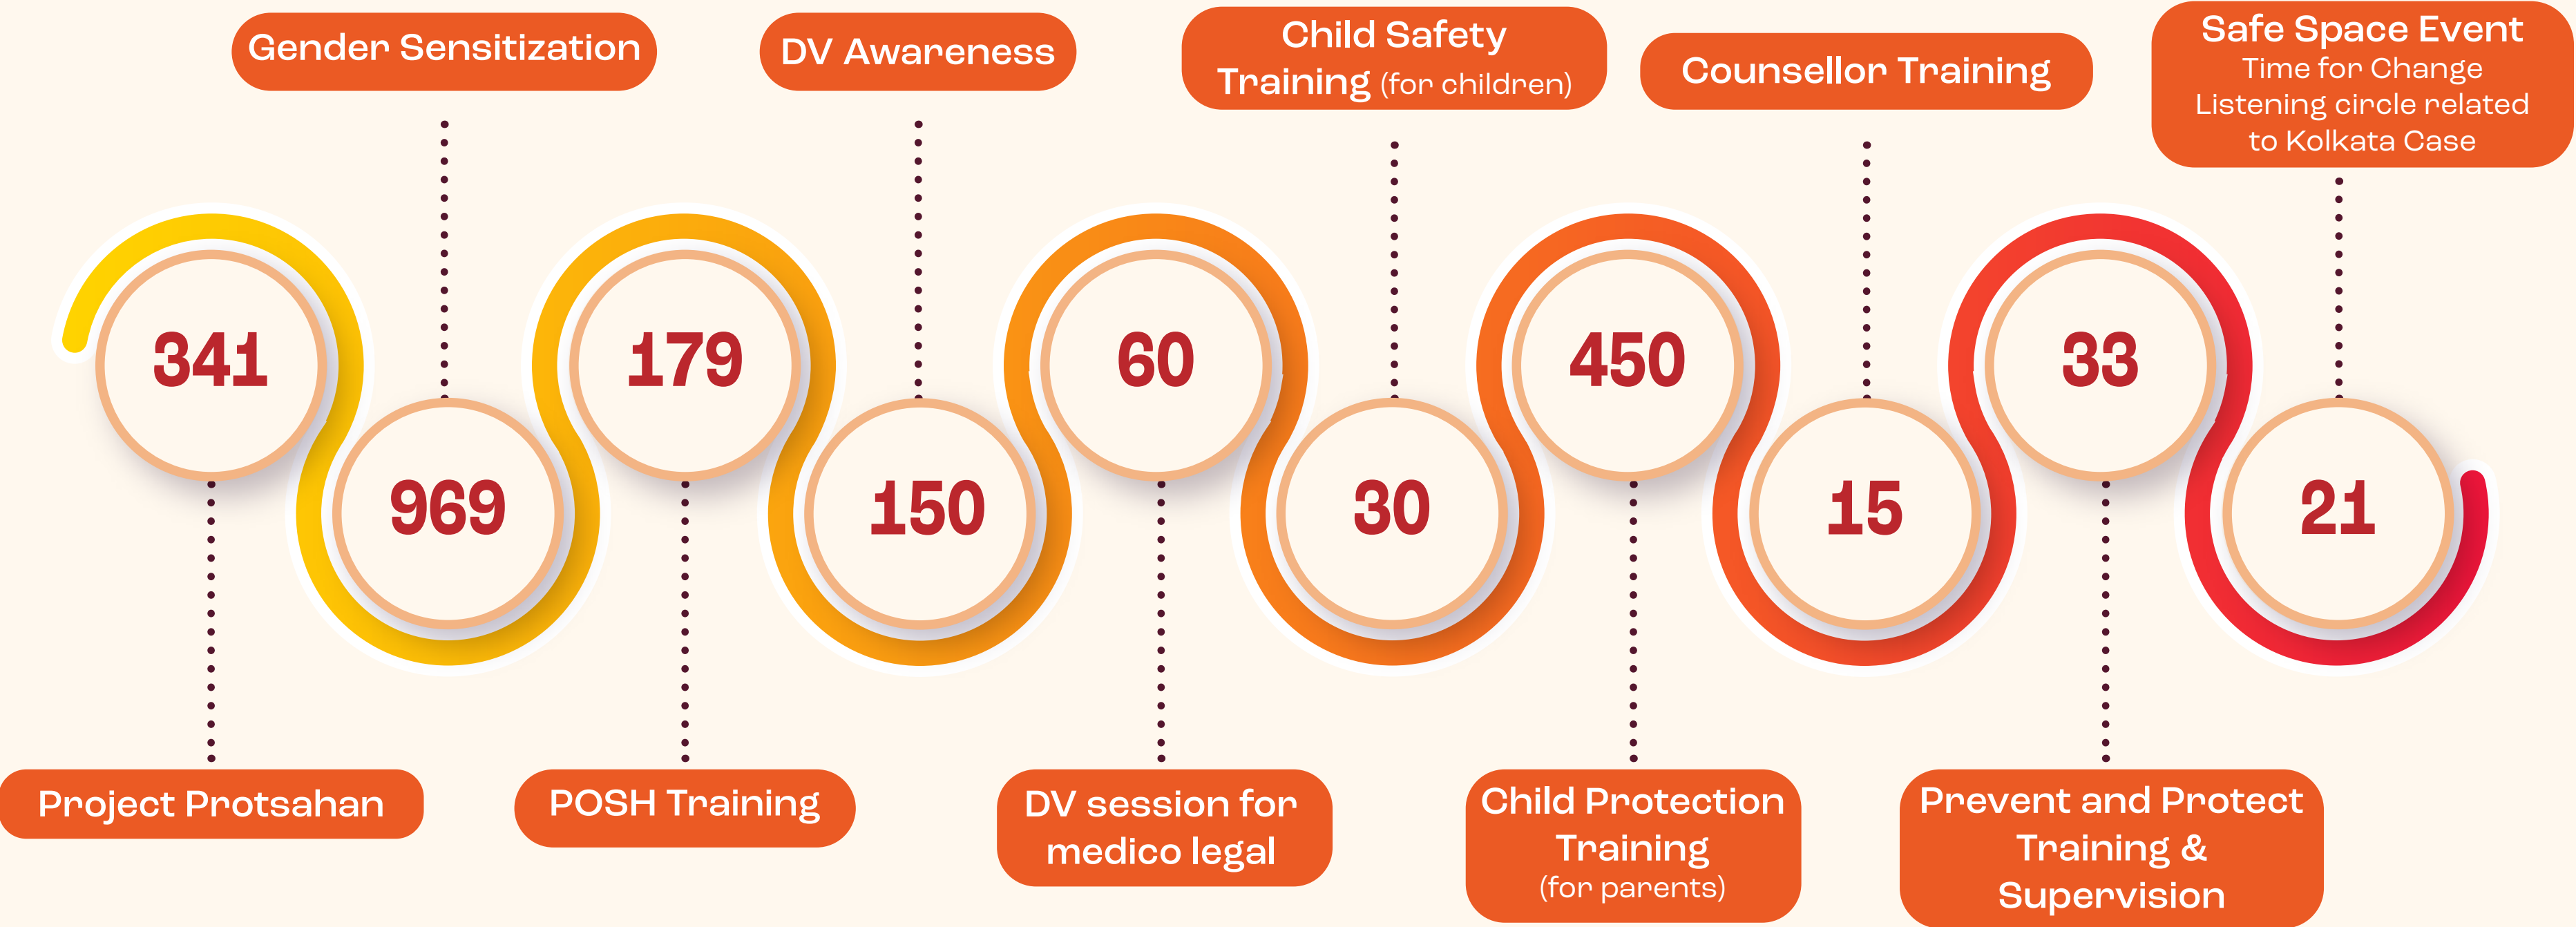 Gender Sensitization
DV Awareness
Child Safety
Training (for children)
Counsellor Training
Safe Space Event
Time for Change
Listening circle related
to Kolkata Case
341
969
179
150
60
30
450
15
33
21
Project Protsahan
POSH Training
DV session for
medico legal
Child Protection
Training
(for parents)
Prevent and Protect
Training &
Supervision